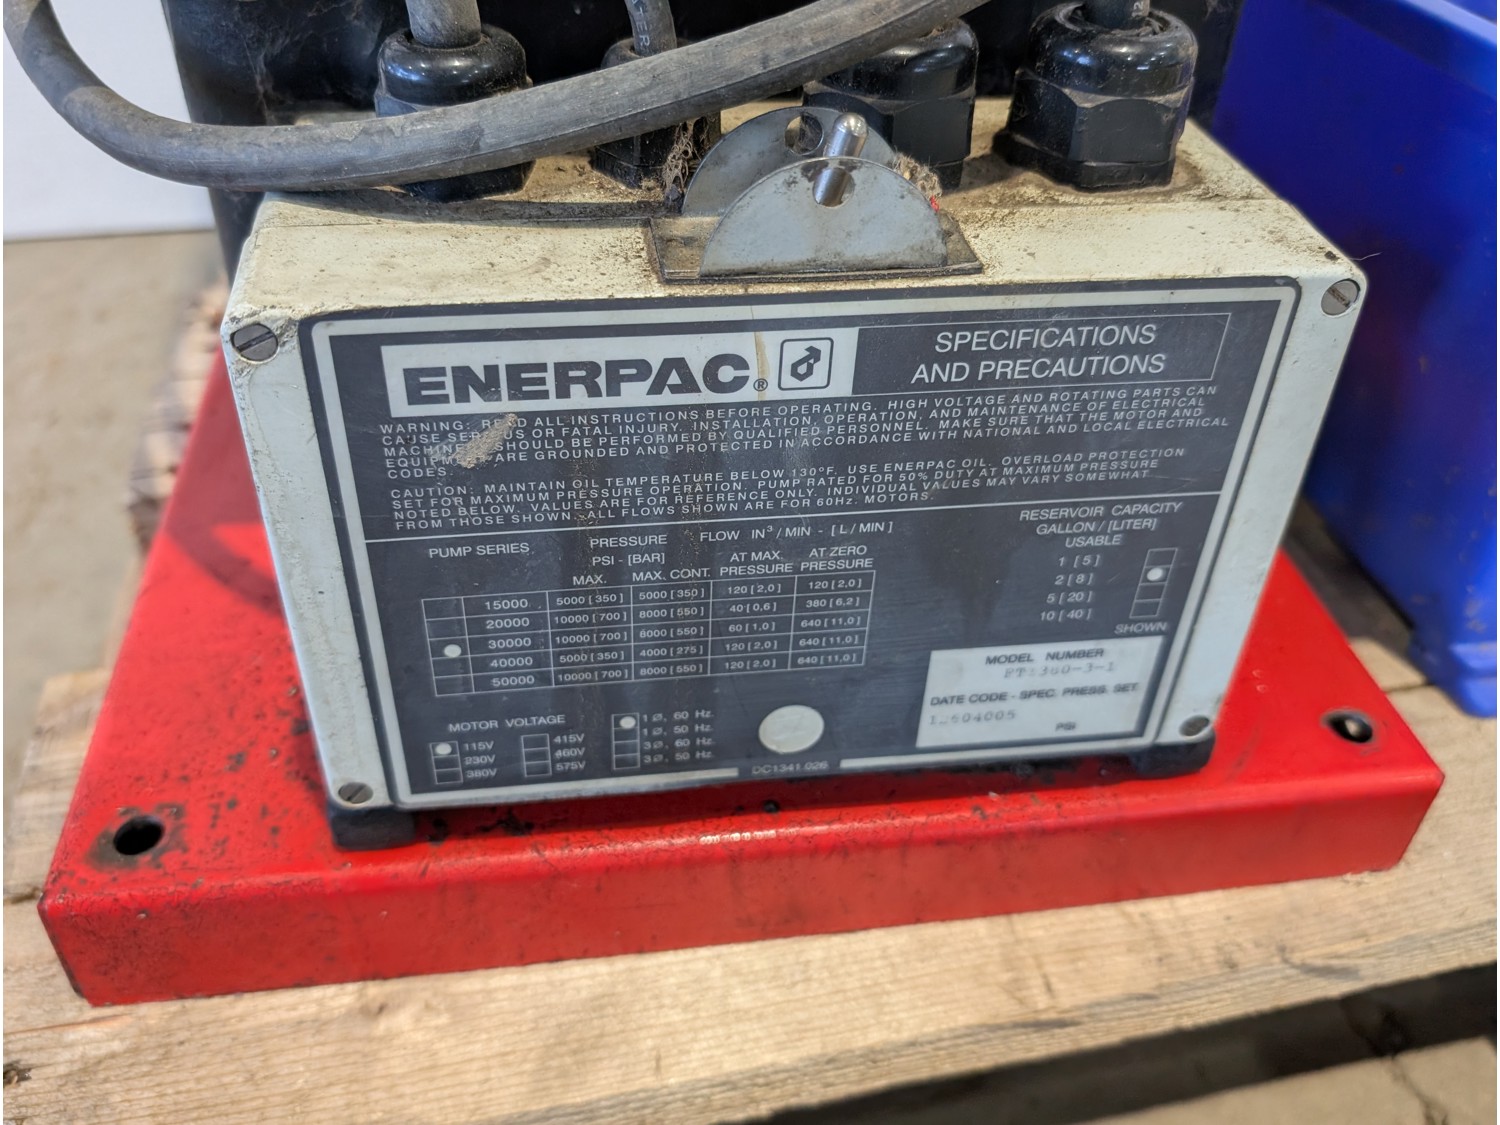 ENERPAC®
SPECIFICATIONS
AND PRECAUTIONS
WARNING: READ ALL INSTRUCTIONS BEFORE OPERATING. HIGH VOLTAGE AND ROTATING PARTS CAN
CAUSE SERIOUS OR FATAL INJURY. INSTALLATION, OPERATION, AND MAINTENANCE OF ELECTRICAL
SHOULD BE PERFORMED BY QUALIFIED PERSONNEL. MAKE SURE THAT THE MOTOR AND
EQUIPMENT ARE GROUNDED AND PROTECTED IN ACCORDANCE WITH NATIONAL AND LOCAL ELECTRICAL
CODES.
CAUTION: MAINTAIN OIL TEMPERATURE BELOW 130ºF. USE ENERPAC OIL. OVERLOAD PROTECTION
SET FOR MAXIMUM PRESSURE OPERATION. PUMP RATED FOR 50% DUTY AT MAXIMUM PRESSURE
NOTED BELOW. VALUES ARE FOR REFERENCE ONLY. INDIVIDUAL VALUES MAY VARY SOMEWHAT
FROM THOSE SHOWN. ALL FLOWS SHOWN ARE FOR 60Hz. MOTORS.
PUMP SERIES PRESSURE FLOW IN³/MIN - [L/MIN]
PSI - [BAR]
MAX. MAX. CONT. AT MAX. PRESSURE AT ZERO PRESSURE
15000 5000 [350] 5000 [350] 120 [2,0] 120 [2,0]
20000 10000 [700] 8000 [550] 40 [0,6] 380 [6,2]
30000 10000 [700] 8000 [550] 60 [1,0] 640 [11,0]
40000 5000 [350] 4000 [275] 120 [2,0] 640 [11,0]
50000 10000 [700] 8000 [550] 120 [2,0] 640 [11,0]
RESERVOIR CAPACITY
GALLON / [LITER]
USABLE
1 [5]
2 [8]
5 [20]
10 [40]
SHOWN
MOTOR VOLTAGE
115V 415V
230V 460V
380V 575V
1 Ø, 60 Hz.
1 Ø, 50 Hz.
3 Ø, 60 Hz.
3 Ø, 50 Hz.
MODEL NUMBER
DATE CODE - SPEC. PRESS. SET.
PSI
DC1341.026